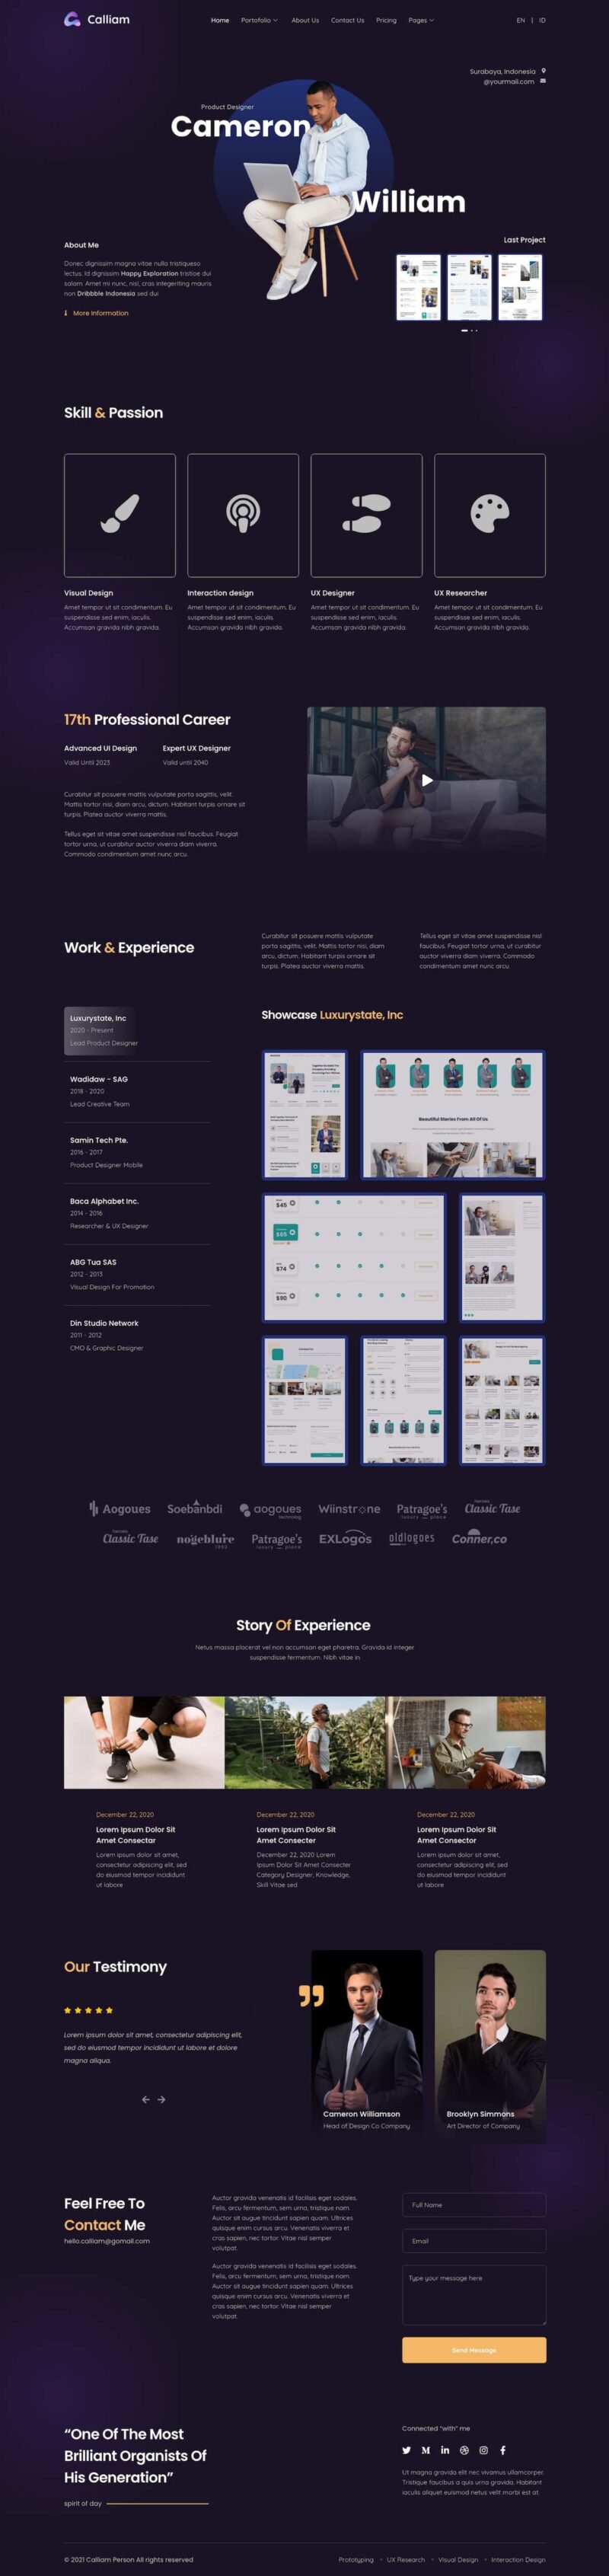 Calliam
Home Portofolio About Us Contact Us Pricing Pages
EN | ID
Surabaya, Indonesia
@yourmail.com
Product Designer
Cameron
William
About Me
Donec dignissim magna vitae nulla tristiqueso
lectus. Id dignissim Happy Exploration tristioe dui
salam. Amet mi nunc, nisl, cras integeriting mauris
non Dribbble Indonesia sed dui
More Information
Last Project
Skill & Passion
Visual Design
Amet tempor ut sit condimentum. Eu
suspendisse sed enim, iaculis.
Accumsan gravida nibh gravida.
Interaction design
Amet tempor ut sit condimentum. Eu
suspendisse sed enim, iaculis.
Accumsan gravida nibh gravida.
UX Designer
Amet tempor ut sit condimentum. Eu
suspendisse sed enim, iaculis.
Accumsan gravida nibh gravida.
UX Researcher
Amet tempor ut sit condimentum. Eu
suspendisse sed enim, iaculis.
Accumsan gravida nibh gravida.
17th Professional Career
Advanced UI Design
Valid Until 2023
Expert UX Designer
Valid until 2040
Curabitur sit posuere mattis vulputate porta sagittis, velit.
Mattis tortor nisi, diam arcu, dictum. Habitant turpis ornare sit
turpis. Platea auctor viverra mattis.
Tellus eget sit vitae amet suspendisse nisl faucibus. Feugiat
tortor urna, ut curabitur auctor viverra diam viverra.
Commodo condimentum amet nunc arcu.
Work & Experience
Curabitur sit posuere mattis vulputate
porta sagittis, velit. Mattis tortor nisi, diam
arcu, dictum. Habitant turpis ornare sit
turpis. Platea auctor viverra mattis.
Tellus eget sit vitae amet suspendisse nisl
faucibus. Feugiat tortor urna, ut curabitur
auctor viverra diam viverra. Commodo
condimentum amet nunc arcu.
Luxurystate, Inc
2020 - Present
Lead Product Designer
Wadidaw - SAG
2018 - 2020
Lead Creative Team
Samin Tech Pte.
2016 - 2017
Product Designer Mobile
Baca Alphabet Inc.
2014 - 2016
Researcher & UX Designer
ABG Tua SAS
2012 - 2013
Visual Design For Promotion
Din Studio Network
2011 - 2012
CMO & Graphic Designer
Showcase Luxurystate, Inc
Beautiful Stories From All Of Us
$45
$55
$74
$90
Aogoues
Soebanbdi
aogoues
technolog
Wiinstrone
Patragoe's
luxury place
heroes
Classic Tase
heroes
Classic Tase
nogeblure
1992
Patragoe's
luxury place
EXLogos
oldlogoes
Conner,co
Story Of Experience
Netus massa placerat vel non accumsan eget pharetra. Gravida id integer
suspendisse fermentum. Nibh vitae in
December 22, 2020
Lorem Ipsum Dolor Sit
Amet Consectar
Lorem ipsum dolor sit amet,
consectetur adipiscing elit, sed
do eiusmod tempor incididunt
ut labore
December 22, 2020
Lorem Ipsum Dolor Sit
Amet Consecter
December 22, 2020 Lorem
Ipsum Dolor Sit Amet Consecter
Category Designer, Knowledge,
Skill Vitae sed
December 22, 2020
Lorem Ipsum Dolor Sit
Amet Consector
Lorem ipsum dolor sit amet,
consectetur adipiscing elit, sed
do eiusmod tempor incididunt
ut labore
Our Testimony
Lorem ipsum dolor sit amet, consectetur adipiscing elit,
sed do eiusmod tempor incididunt ut labore et dolore
magna aliqua.
Cameron Williamson
Head of Design Co Company
Brooklyn Simmons
Art Director of Company
Feel Free To
Contact Me
hello.calliam@gomail.com
Auctor gravida venenatis id facilisis eget sodales.
Felis, arcu fermentum, sem urna, tristique nam.
Auctor sit augue tincidunt sapien quam. Ultrices
quisque enim cursus arcu. Venenatis viverra et
cras sapien, nec tortor. Vitae nisl semper
volutpat.
Auctor gravida venenatis id facilisis eget sodales.
Felis, arcu fermentum, sem urna, tristique nam.
Auctor sit augue tincidunt sapien quam. Ultrices
quisque enim cursus arcu. Venenatis viverra et
cras sapien, nec tortor. Vitae nisl semper
volutpat.
Full Name
Email
Type your message here
Send Message
“One Of The Most
Brilliant Organists Of
His Generation”
spirit of day
Connected "with" me
Ut magna gravida elit nec vivamus ullamcorper.
Tristique faucibus a quis urna gravida. Habitant
iaculis aliquet euismod netus velit morbi est at.
© 2021 Calliam Person All rights reserved
Prototyping UX Research Visual Design Interaction Design